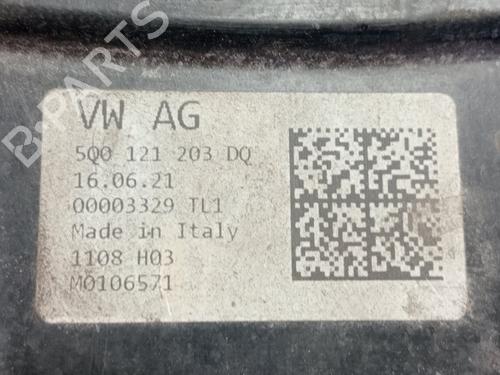 B-PARTS
VW AG
5Q0 121 203 DQ
16.06.21
00003329 TL1
Made in Italy
1108 H03
M0106571